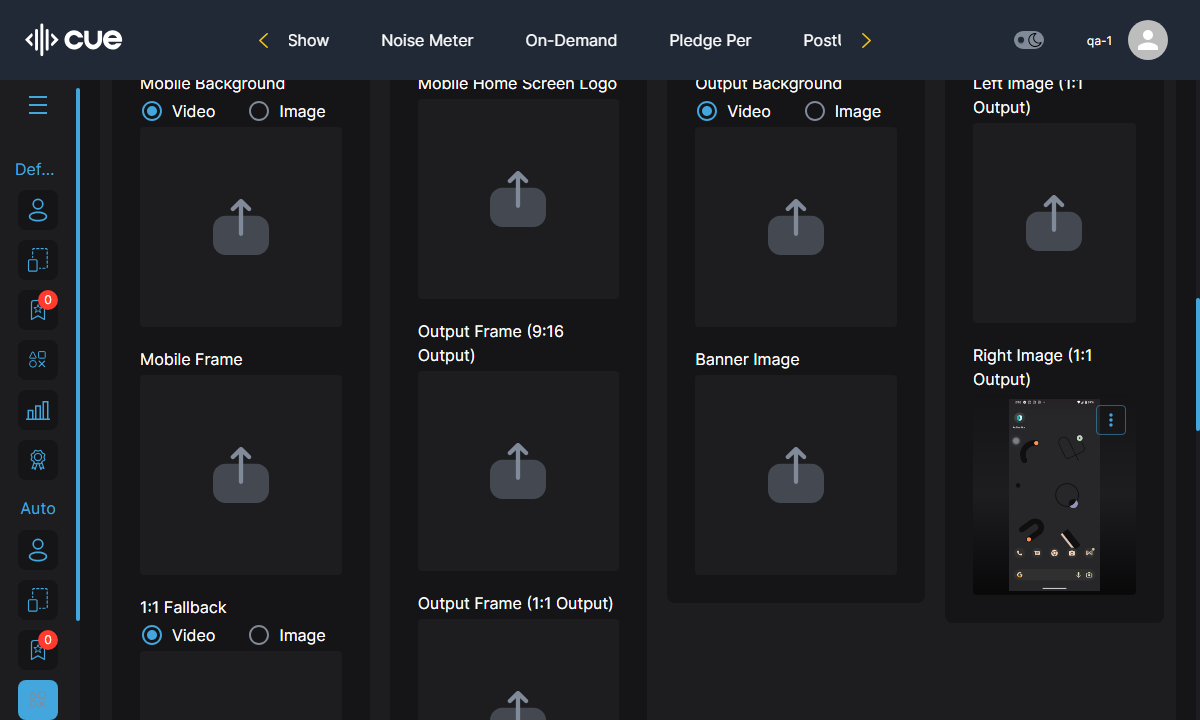 cue
Show
Noise Meter
On-Demand
Pledge Per
qa-1
Def...
0
Auto
0
Mobile Background
Video
Image
Mobile Frame
1:1 Fallback
Video
Image
Mobile Home Screen Logo
Output Frame (9:16
Output)
Output Frame (1:1 Output)
Output Background
Video
Image
Banner Image
Left Image (1:1
Output)
Right Image (1:1
Output)